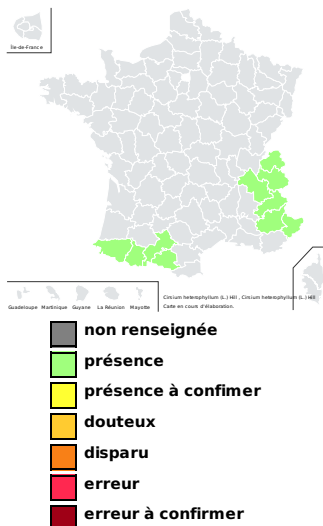 Île-de-France
Cirsium heterophyllum (L.) Hill , Cirsium heterophyllum (L.) Hill
Carte en cours d'élaboration.
Guadeloupe Martinique Guyane La Réunion Mayotte
non renseignée
présence
présence à confimer
douteux
disparu
erreur
erreur à confirmer